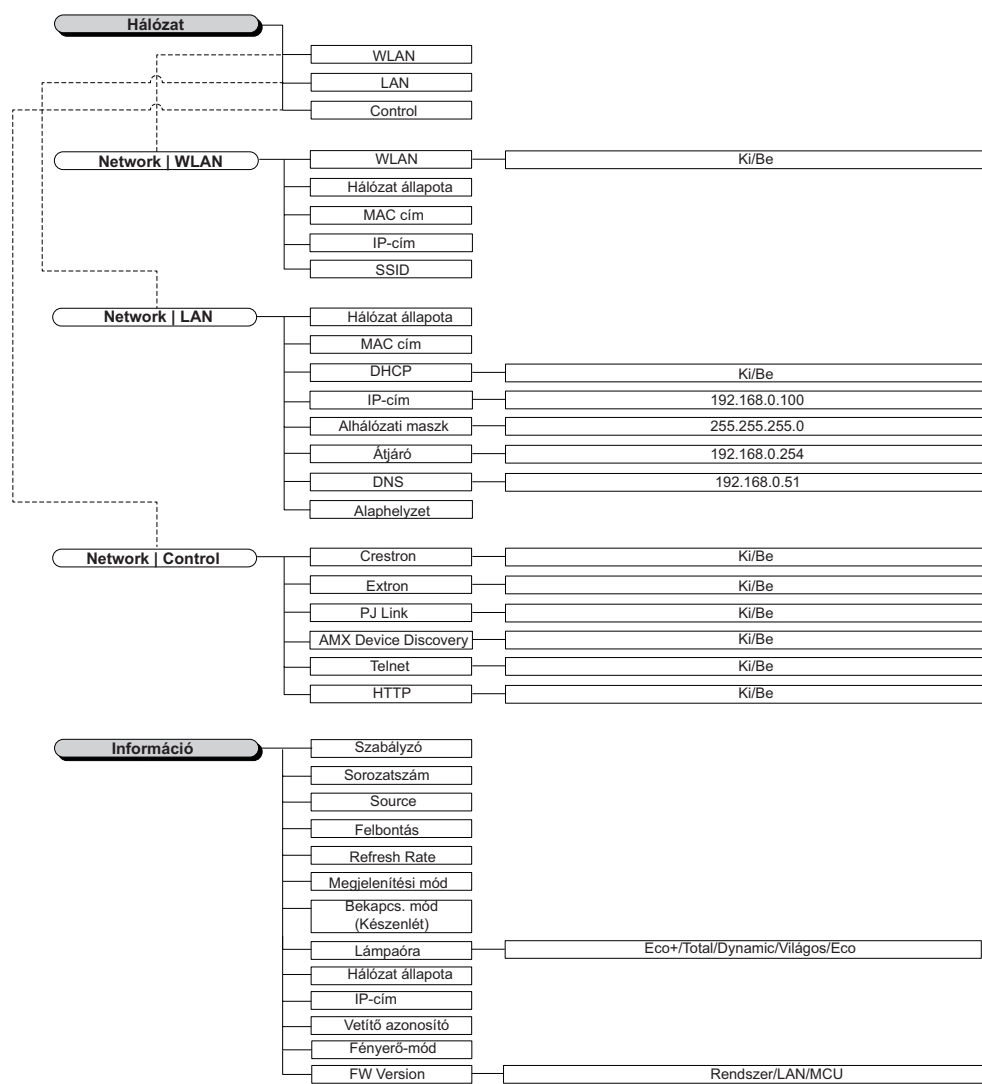 Hálózat
WLAN
LAN
Control
Network | WLAN
WLAN
Ki/Be
Hálózat állapota
MAC cím
IP-cím
SSID
Network | LAN
Hálózat állapota
MAC cím
DHCP
Ki/Be
IP-cím
192.168.0.100
Alhálózati maszk
255.255.255.0
Átjáró
192.168.0.254
DNS
192.168.0.51
Alaphelyzet
Network | Control
Crestron
Ki/Be
Extron
Ki/Be
PJ Link
Ki/Be
AMX Device Discovery
Ki/Be
Telnet
Ki/Be
HTTP
Ki/Be
Információ
Szabályzó
Sorozatszám
Source
Felbontás
Refresh Rate
Megjelenítési mód
Bekapcs. mód
(Készenlét)
Lámpaóra
Eco+/Total/Dynamic/Világos/Eco
Hálózat állapota
IP-cím
Vetítő azonosító
Fényerő-mód
FW Version
Rendszer/LAN/MCU